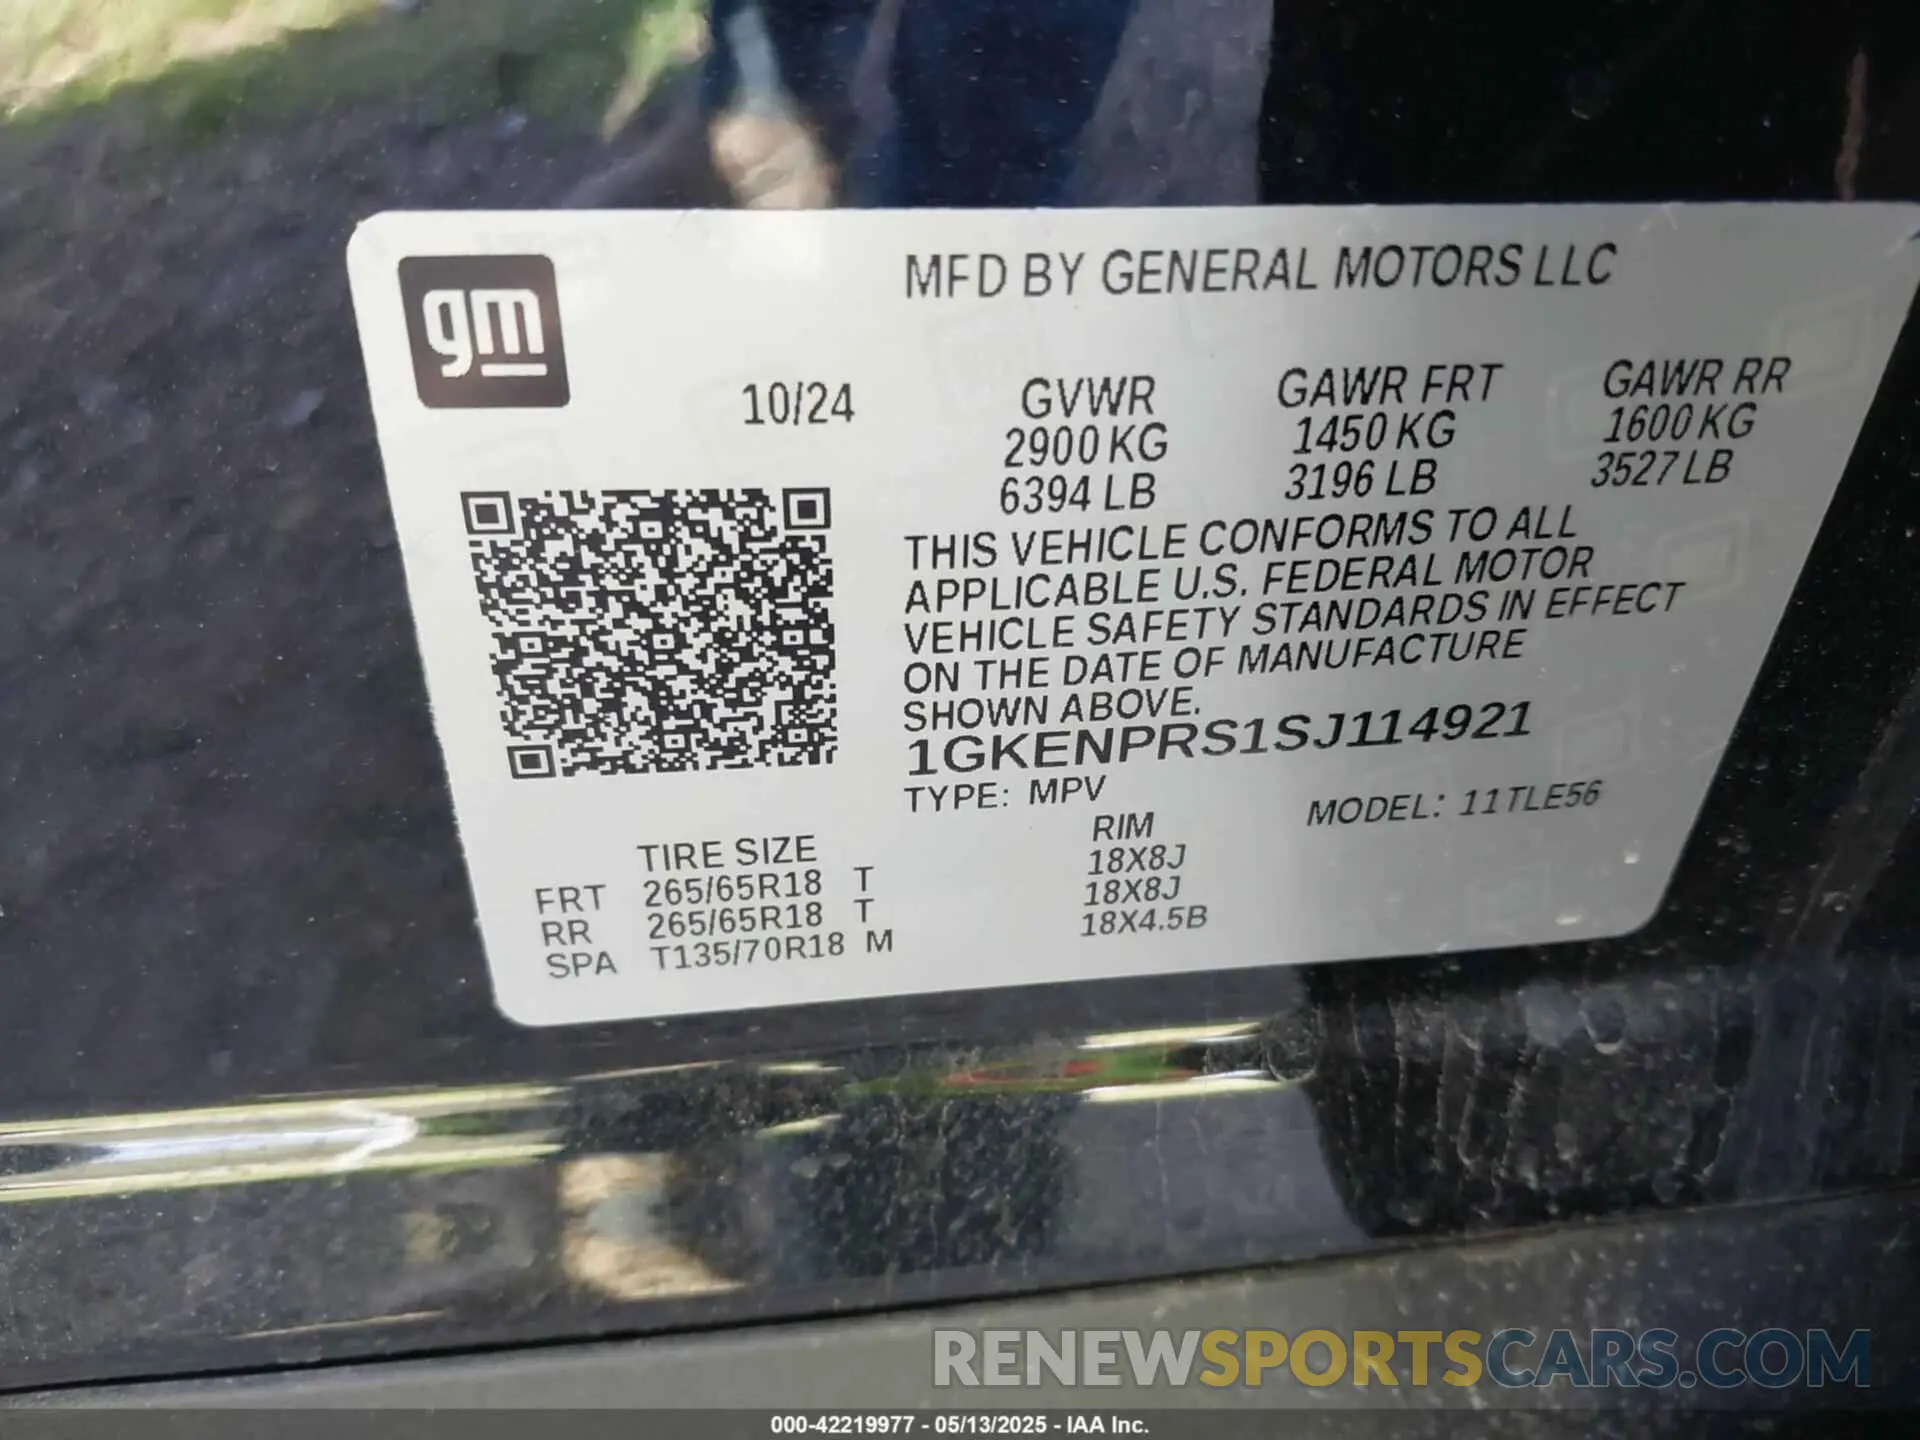 gm
MFD BY GENERAL MOTORS LLC
10/24 GVWR GAWR FRT GAWR RR
2900 KG 1450 KG 1600 KG
6394 LB 3196 LB 3527 LB
THIS VEHICLE CONFORMS TO ALL
APPLICABLE U.S. FEDERAL MOTOR
VEHICLE SAFETY STANDARDS IN EFFECT
ON THE DATE OF MANUFACTURE
SHOWN ABOVE.
1GKENPRS1SJ114921
TYPE: MPV MODEL: 11TLE56
TIRE SIZE RIM
FRT 265/65R18 T 18X8J
RR 265/65R18 T 18X8J
SPA T135/70R18 M 18X4.5B
RENEWSPORTSCARS.COM
000-42219977 - 05/13/2025 - IAA Inc.